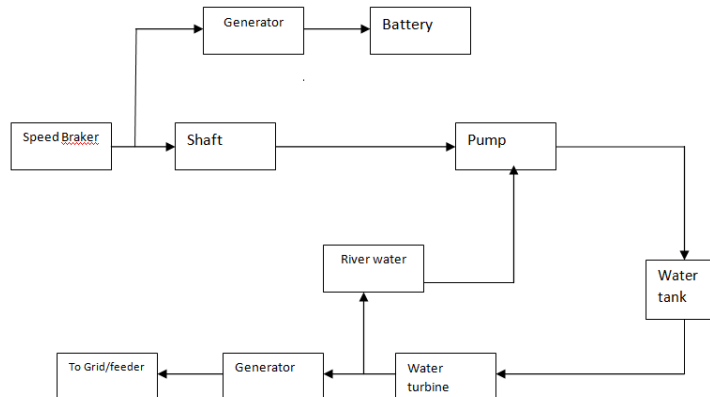 Generator
Battery
Speed Braker
Shaft
Pump
River water
Water
tank
To Grid/feeder
Generator
Water
turbine